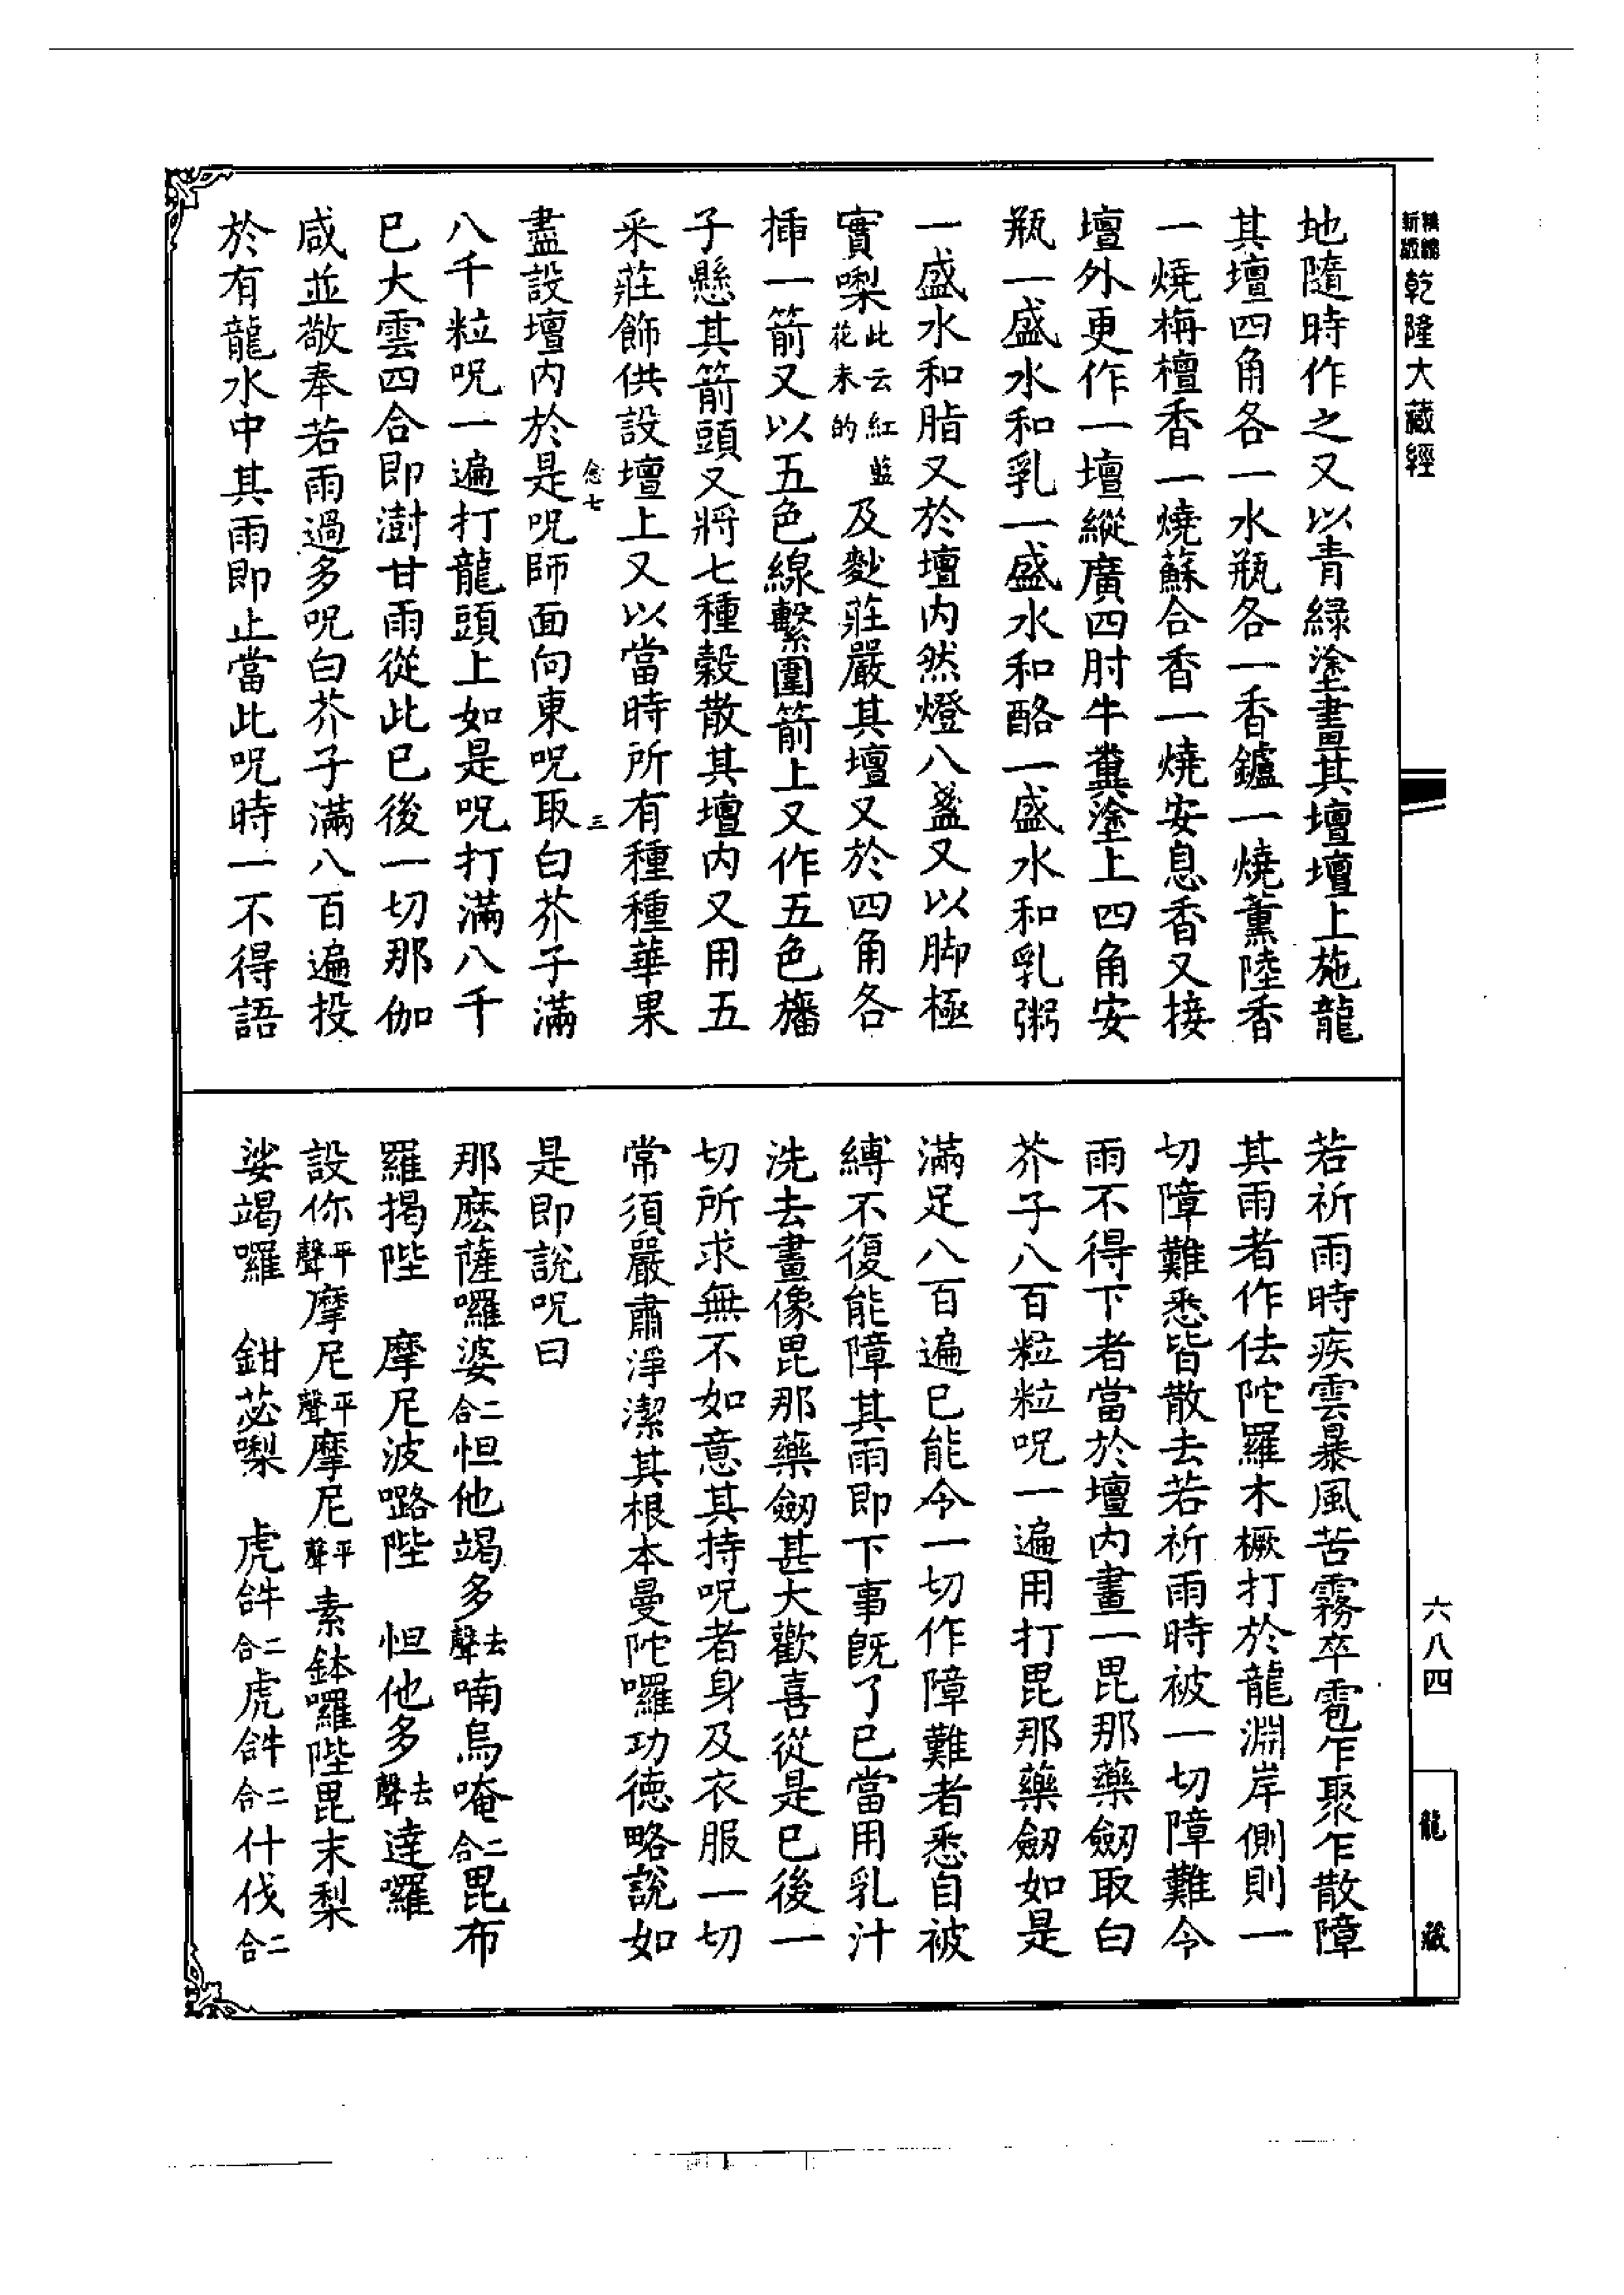 精編
新版
乾隆大藏經
地隨時作之又以青綠塗畫其壇壇上施龍
其壇四角各一水瓶各一香鑪一燒薰陸香
一燒栴檀香一燒蘇合香一燒安息香又接
壇外更作一壇縱廣四肘牛糞塗上四角安
瓶一盛水和乳一盛水和酪一盛水和乳粥
一盛水和脂又於壇内然燈八盞又以脚極
實㘑此云紅藍花未的及麨莊嚴其壇又於四角各
揷一箭又以五色線繫圍箭上又作五色旛
子懸其箭頭又將七種穀散其壇内又用五
采莊飾供設壇上又以當時所有種種華果
念七 三
盡設壇内於是呪師面向東呪取白芥子滿
八千粒呪一遍打龍頭上如是呪打滿八千
已大雲四合即澍甘雨從此已後一切那伽
咸並敬奉若雨過多呪白芥子滿八百遍投
於有龍水中其雨即止當此呪時一不得語
若祈雨時疾雲暴風苦霧卒雹乍聚乍散障
其雨者作佉陀羅木橛打於龍淵岸側則一
切障難悉皆散去若祈雨時被一切障難令
雨不得下者當於壇内畫一毘那藥劒取白
芥子八百粒粒呪一遍用打毘那藥劒如是
滿足八百遍已能令一切作障難者悉自被
縛不復能障其雨即下事既了已當用乳汁
洗去畫像毘那藥劒甚大歡喜從是已後一
切所求無不如意其持呪者身及衣服一切
常須嚴肅淨潔其根本曼陀囉功德略說如
是即說呪曰
那麽薩囉婆二合怛他竭多去聲喃烏唵二合毘布
羅揭陛 摩尼波㘔陛 怛他多去聲達囉
設你平聲摩尼平聲摩尼平聲素鉢囉陛毘末梨
娑竭囉 鉗苾㘑 虎𤙖二合虎𤙖二合什伐二合
六八四
龍藏